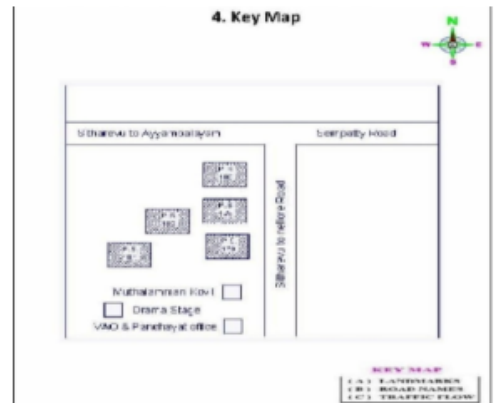 4. Key Map
N
W E
S
Sitharevu to Ayyampalayam Sempatty Road
Sitharevu to nellore Road
Muthalamman Kovil
Drama Stage
VAO & Panchayat office
KEY MAP
( A ) LANDMARKS
( B ) ROAD NAMES
( C ) TRAFFIC FLOW